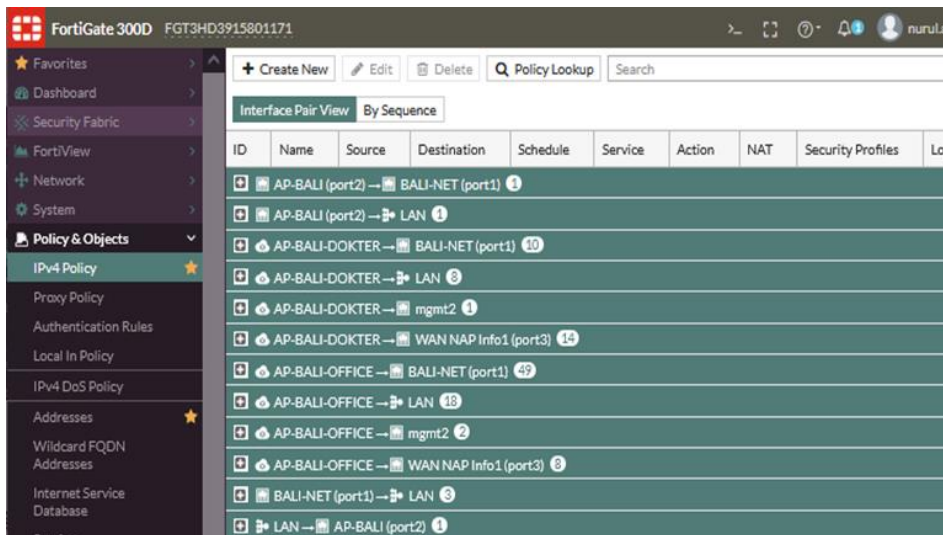 FortiGate 300D FGT3HD3915801171
Favorites
Dashboard
Security Fabric
FortiView
Network
System
Policy & Objects
IPv4 Policy
Proxy Policy
Authentication Rules
Local In Policy
IPv4 DoS Policy
Addresses
Wildcard FQDN
Addresses
Internet Service
Database
+ Create New Edit Delete Policy Lookup Search
Interface Pair View By Sequence
ID Name Source Destination Schedule Service Action NAT Security Profiles Lo
AP-BALI (port2) → BALI-NET (port1) 1
AP-BALI (port2) → LAN 1
AP-BALI-DOKTER → BALI-NET (port1) 10
AP-BALI-DOKTER → LAN 8
AP-BALI-DOKTER → mgmt2 1
AP-BALI-DOKTER → WAN NAP Info1 (port3) 14
AP-BALI-OFFICE → BALI-NET (port1) 49
AP-BALI-OFFICE → LAN 18
AP-BALI-OFFICE → mgmt2 2
AP-BALI-OFFICE → WAN NAP Info1 (port3) 8
BALI-NET (port1) → LAN 3
LAN → AP-BALI (port2) 1